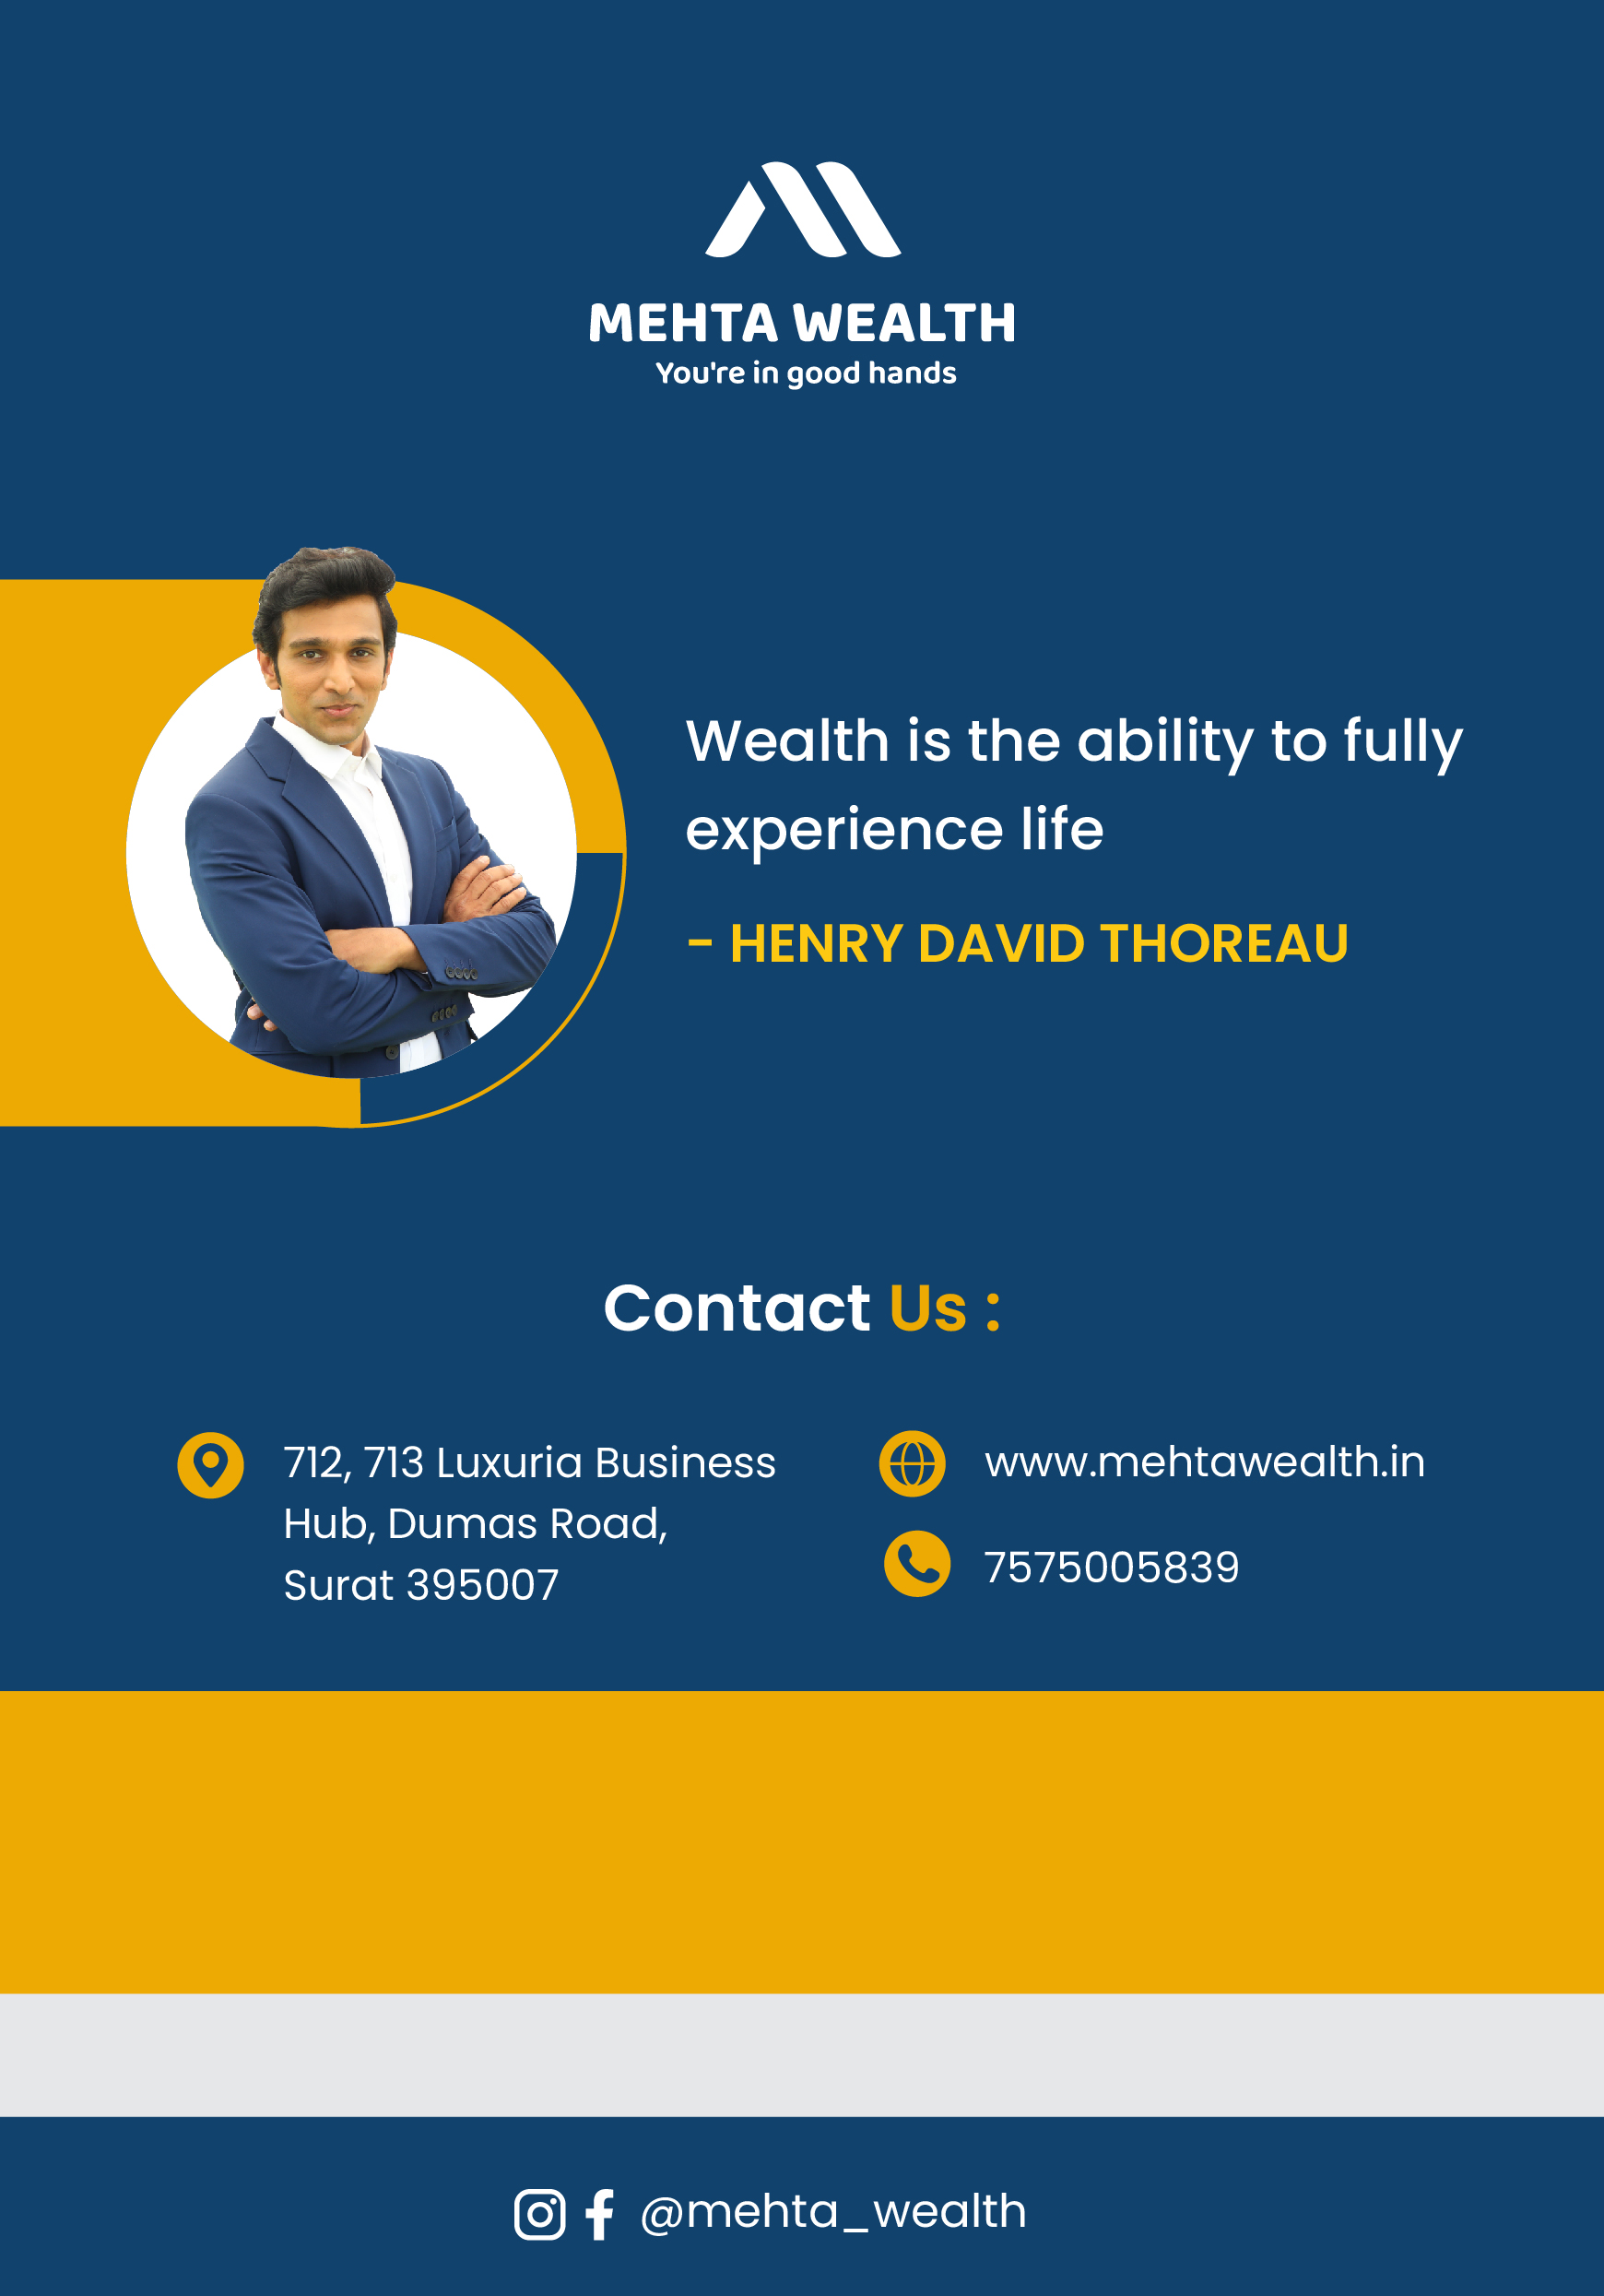 MEHTA WEALTH
You're in good hands
Wealth is the ability to fully
experience life
- HENRY DAVID THOREAU
Contact Us :
712, 713 Luxuria Business
Hub, Dumas Road,
Surat 395007
www.mehtawealth.in
7575005839
@mehta_wealth